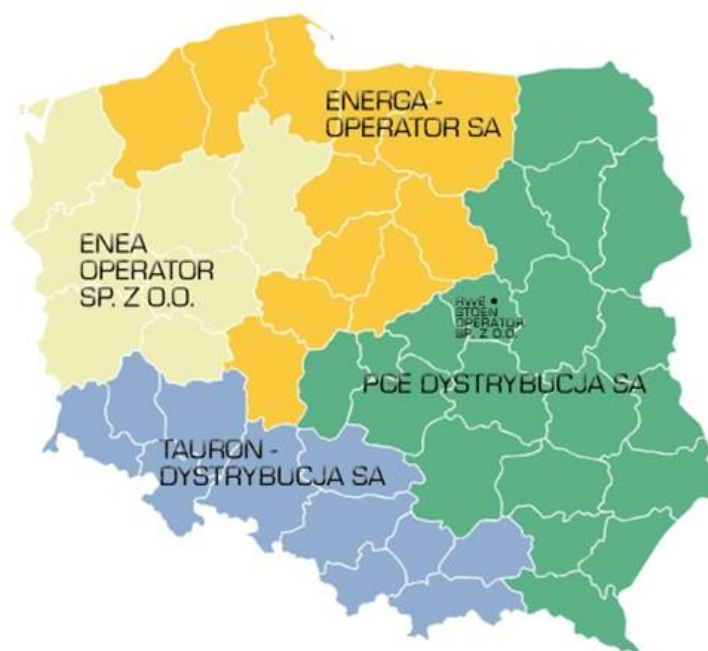 ENERGA -
OPERATOR SA
ENEA
OPERATOR
SP. Z O.O.
RWE
STOEN
OPERATOR
SP. Z O.O.
PGE DYSTRYBUCJA SA
TAURON -
DYSTRYBUCJA SA